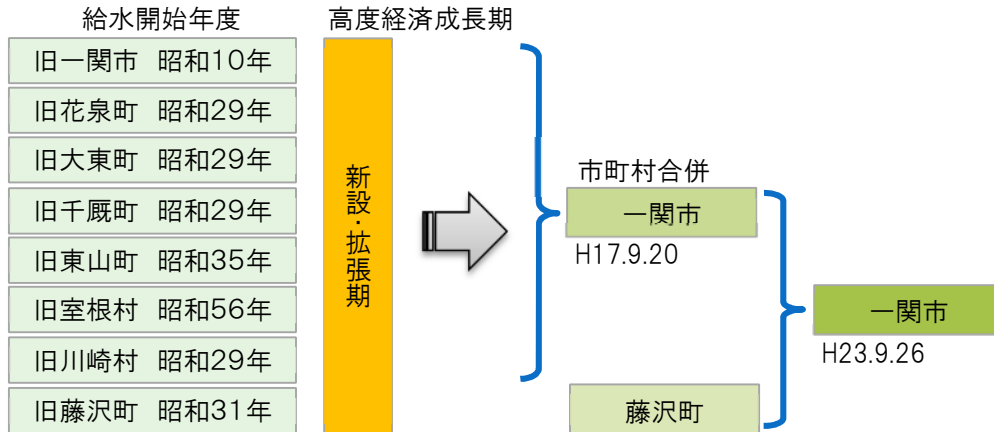 給水開始年度
旧一関市 昭和10年
旧花泉町 昭和29年
旧大東町 昭和29年
旧千厩町 昭和29年
旧東山町 昭和35年
旧室根村 昭和56年
旧川崎村 昭和29年
旧藤沢町 昭和31年
高度経済成長期
新設・拡張期
市町村合併
一関市
H17.9.20
藤沢町
一関市
H23.9.26